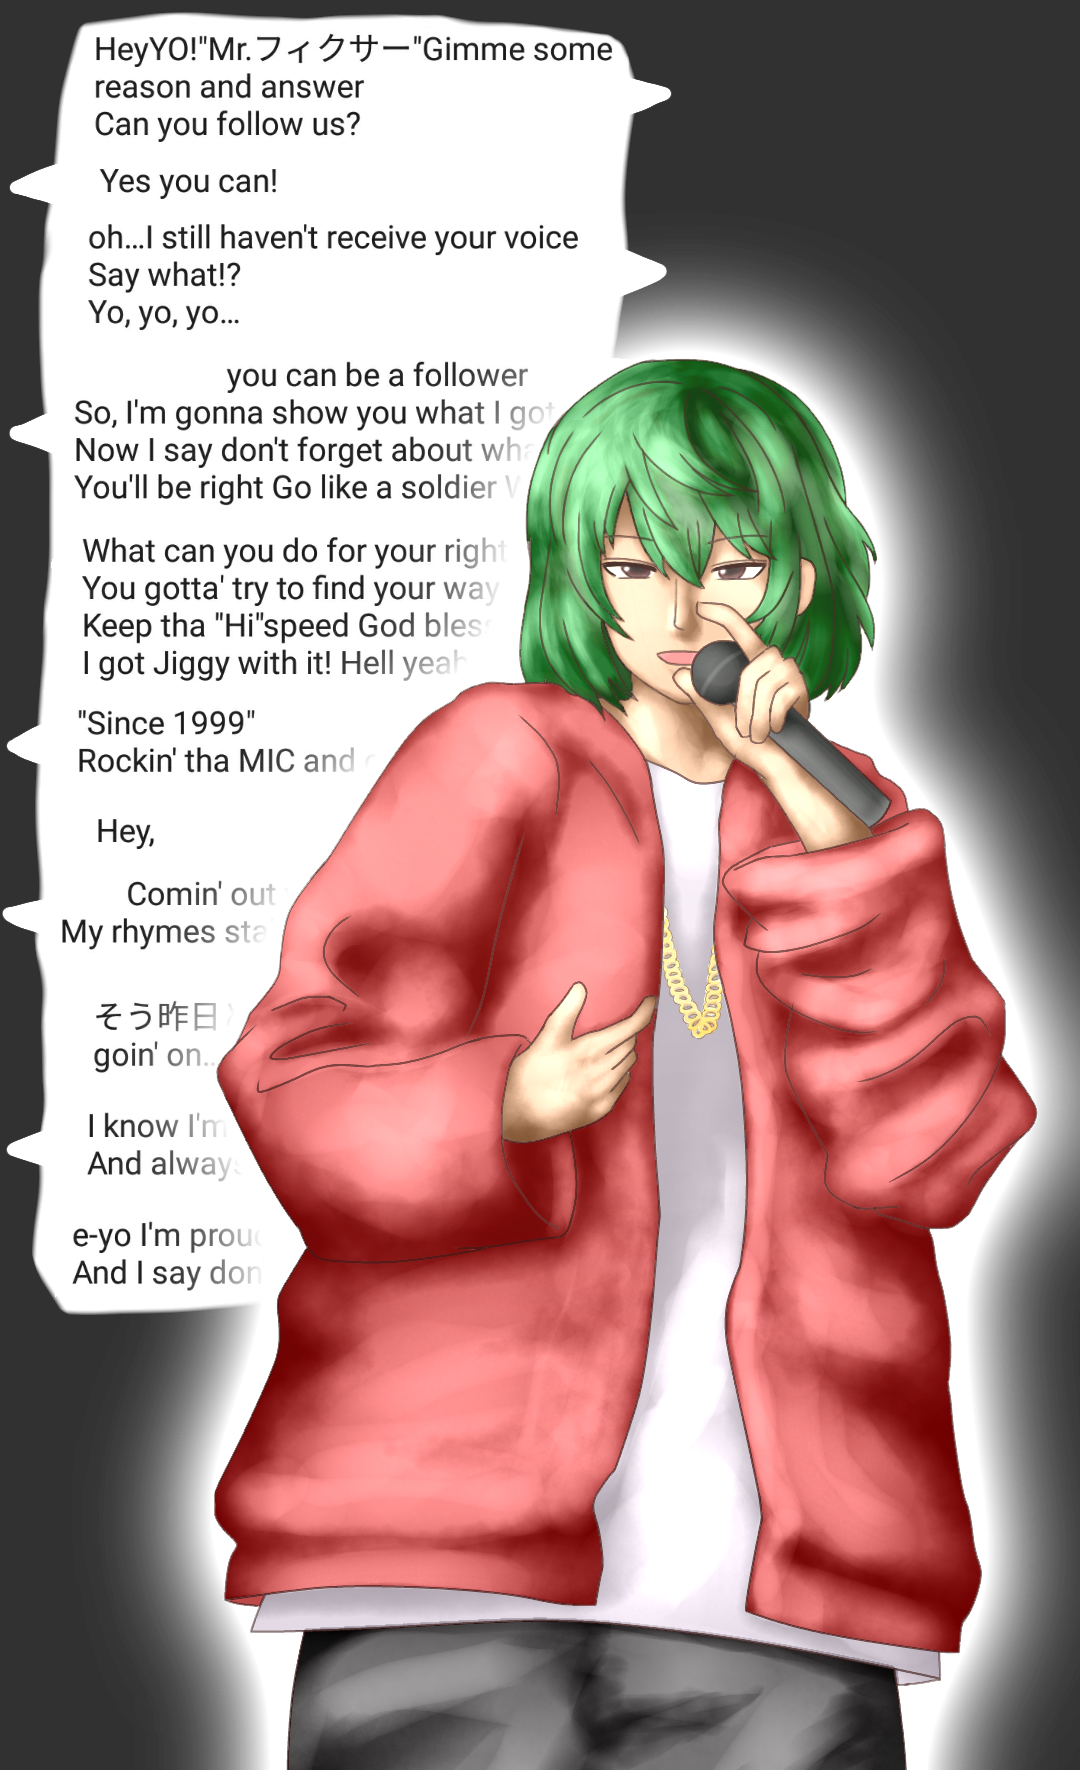 HeyYO!"Mr.フィクサー"Gimme some
reason and answer
Can you follow us?
Yes you can!
oh...I still haven't receive your voice
Say what!?
Yo, yo, yo...
you can be a follower
So, I'm gonna show you what I got
Now I say don't forget about
You'll be right Go like a soldier
What can you do for your right
You gotta' try to find your way
Keep tha "Hi"speed God bless
I got Jiggy with it! Hell yeah
"Since 1999"
Rockin' tha MIC and
Hey,
Comin' out
My rhymes
そう昨日
goin' on...
I know I'm
And always
e-yo I'm proud
And I say